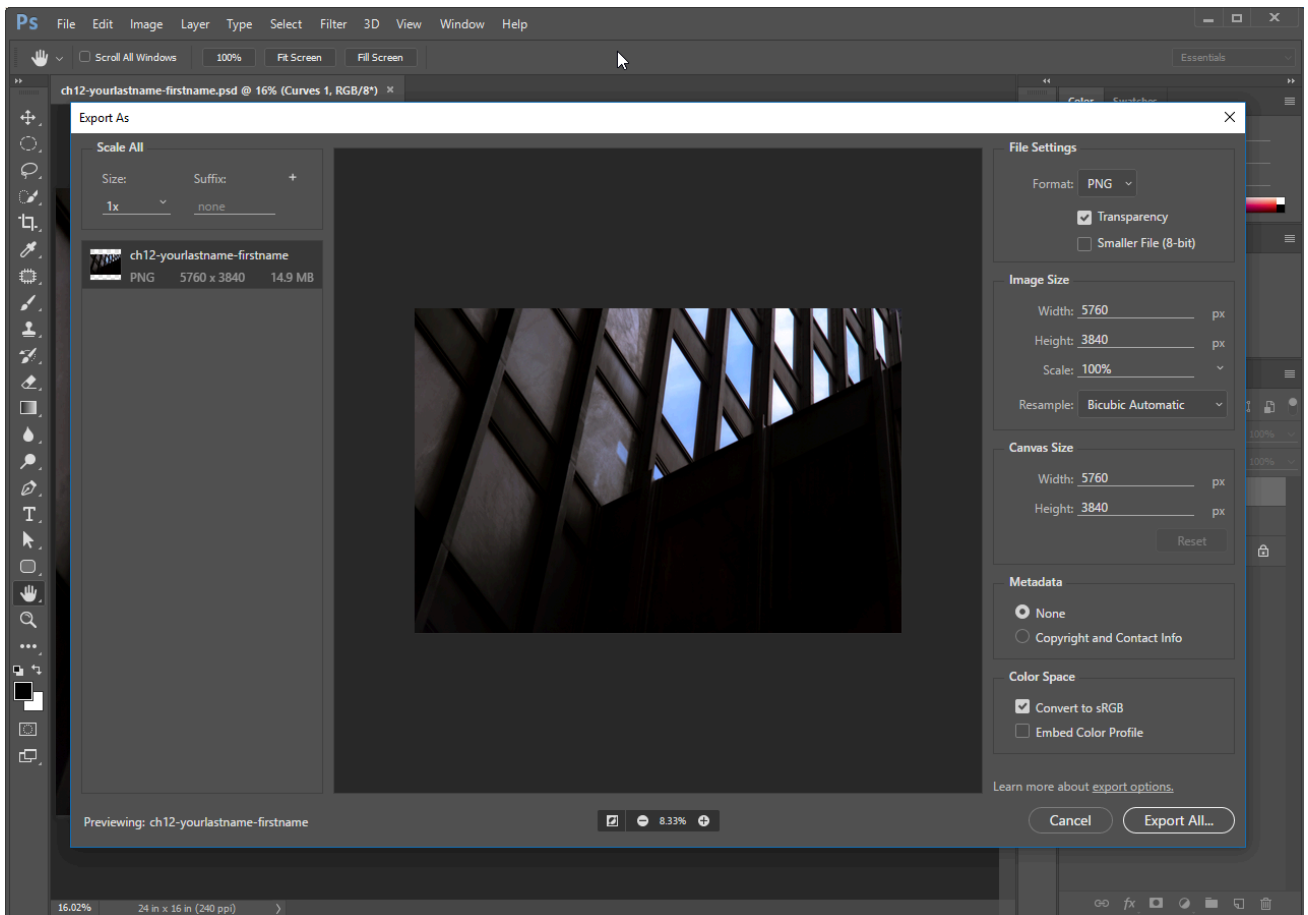 Ps File Edit Image Layer Type Select Filter 3D View Window Help
Scroll All Windows 100% Fit Screen Fill Screen Essentials
ch12-yourlastname-firstname.psd @ 16% (Curves 1, RGB/8*) ×
Color Swatches
Export As
Scale All
Size: Suffix: +
1x none
ch12-yourlastname-firstname
PNG 5760 x 3840 14.9 MB
File Settings
Format: PNG
Transparency
Smaller File (8-bit)
Image Size
Width: 5760 px
Height: 3840 px
Scale: 100%
Resample: Bicubic Automatic
Canvas Size
Width: 5760 px
Height: 3840 px
Reset
Metadata
None
Copyright and Contact Info
Color Space
Convert to sRGB
Embed Color Profile
Learn more about export options.
100%
100%
Previewing: ch12-yourlastname-firstname
8.33%
Cancel Export All...
16.02% 24 in x 16 in (240 ppi)
fx